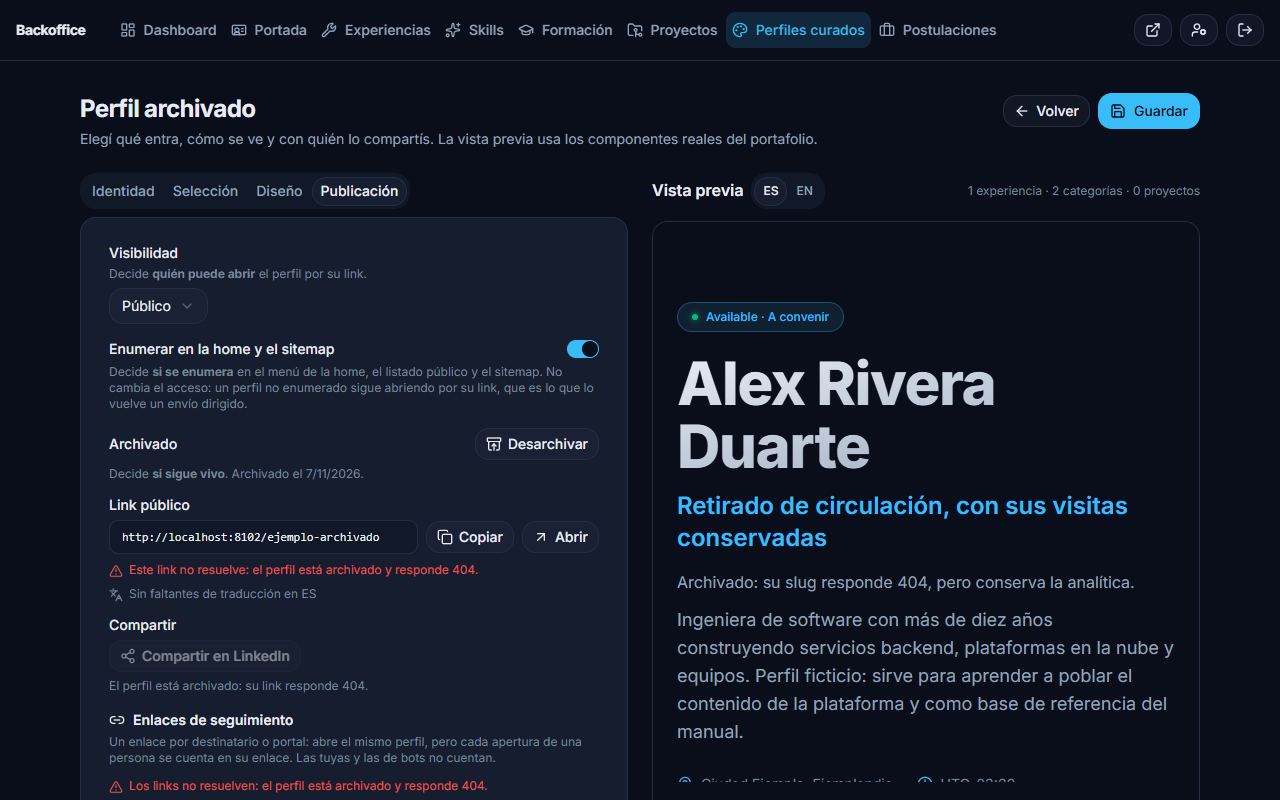 Backoffice
Dashboard
Portada
Experiencias
Skills
Formación
Proyectos
Perfiles curados
Postulaciones
Perfil archivado
Elegí qué entra, cómo se ve y con quién lo compartís. La vista previa usa los componentes reales del portafolio.
Volver
Guardar
Identidad
Selección
Diseño
Publicación
Visibilidad
Decide quién puede abrir el perfil por su link.
Público
Enumerar en la home y el sitemap
Decide si se enumera en el menú de la home, el listado público y el sitemap. No
cambia el acceso: un perfil no enumerado sigue abriendo por su link, que es lo que lo
vuelve un envío dirigido.
Archivado
Desarchivar
Decide si sigue vivo. Archivado el 7/11/2026.
Link público
http://localhost:8102/ejemplo-archivado
Copiar
Abrir
Este link no resuelve: el perfil está archivado y responde 404.
Sin faltantes de traducción en ES
Compartir
Compartir en LinkedIn
El perfil está archivado: su link responde 404.
Enlaces de seguimiento
Un enlace por destinatario o portal: abre el mismo perfil, pero cada apertura de una
persona se cuenta en su enlace. Las tuyas y las de bots no cuentan.
Los links no resuelven: el perfil está archivado y responde 404.
Vista previa
ES
EN
1 experiencia · 2 categorías · 0 proyectos
Available · A convenir
Alex Rivera
Duarte
Retirado de circulación, con sus visitas
conservadas
Archivado: su slug responde 404, pero conserva la analítica.
Ingeniera de software con más de diez años
construyendo servicios backend, plataformas en la nube y
equipos. Perfil ficticio: sirve para aprender a poblar el
contenido de la plataforma y como base de referencia del
manual.